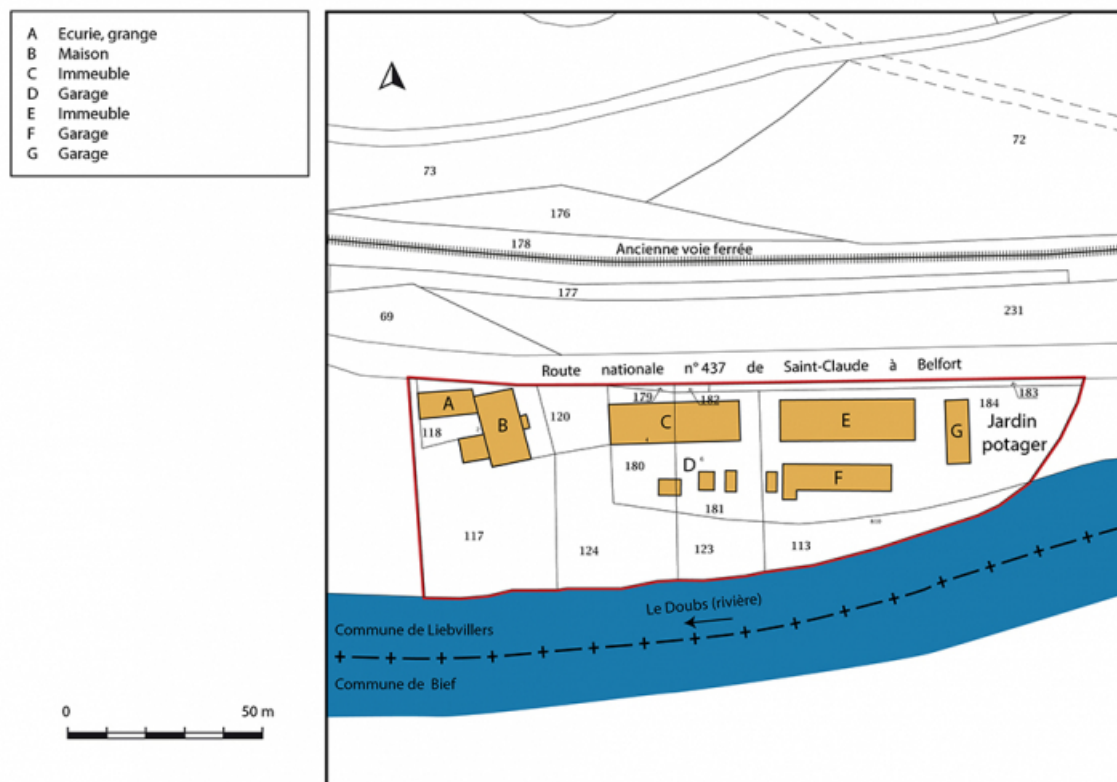 A Ecurie, grange
B Maison
C Immeuble
D Garage
E Immeuble
F Garage
G Garage
72
73
176
178
Ancienne voie ferrée
177
69
231
Route nationale n° 437 de Saint-Claude à Belfort
179
182
183
184
A
B
120
C
E
G
Jardin
potager
118
180
D
F
181
117
124
123
113
Le Doubs (rivière)
Commune de Liebvillers
Commune de Bief
0
50 m